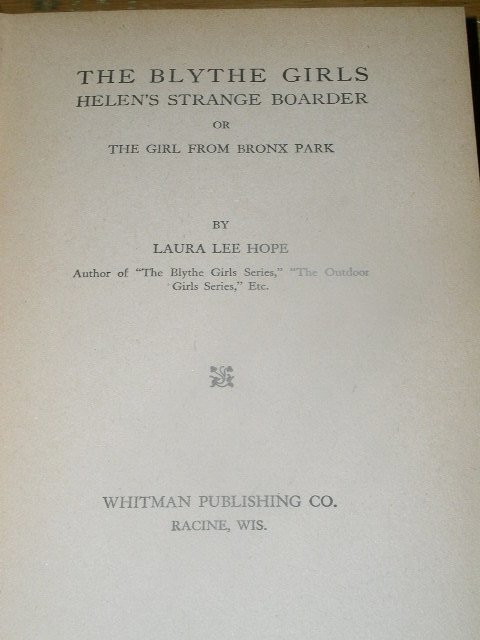 THE BLYTHE GIRLS
HELEN'S STRANGE BOARDER
OR
THE GIRL FROM BRONX PARK
BY
LAURA LEE HOPE
Author of "The Blythe Girls Series," "The Outdoor
Girls Series," Etc.
WHITMAN PUBLISHING CO.
RACINE, WIS.